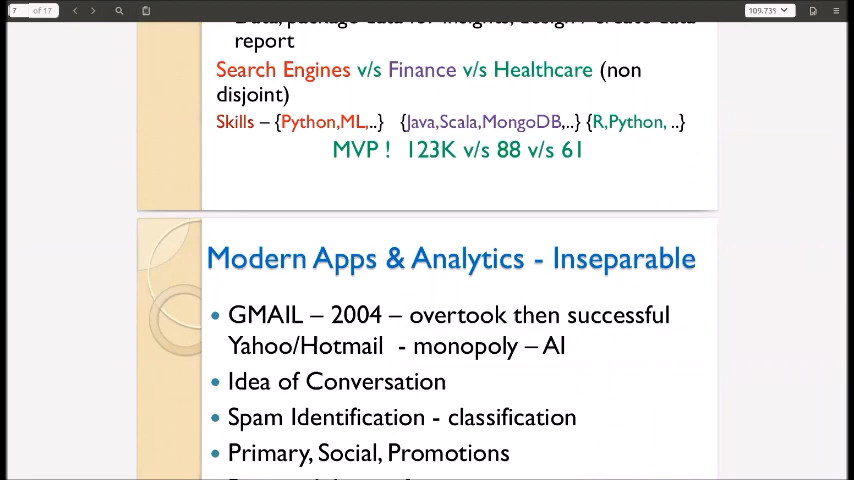 7 of 17 109.73%
report
Search Engines v/s Finance v/s Healthcare (non
disjoint)
Skills – {Python,ML,..} {Java,Scala,MongoDB,..} {R,Python, ..}
MVP ! 123K v/s 88 v/s 61
Modern Apps & Analytics - Inseparable
GMAIL – 2004 – overtook then successful
Yahoo/Hotmail - monopoly – AI
Idea of Conversation
Spam Identification - classification
Primary, Social, Promotions